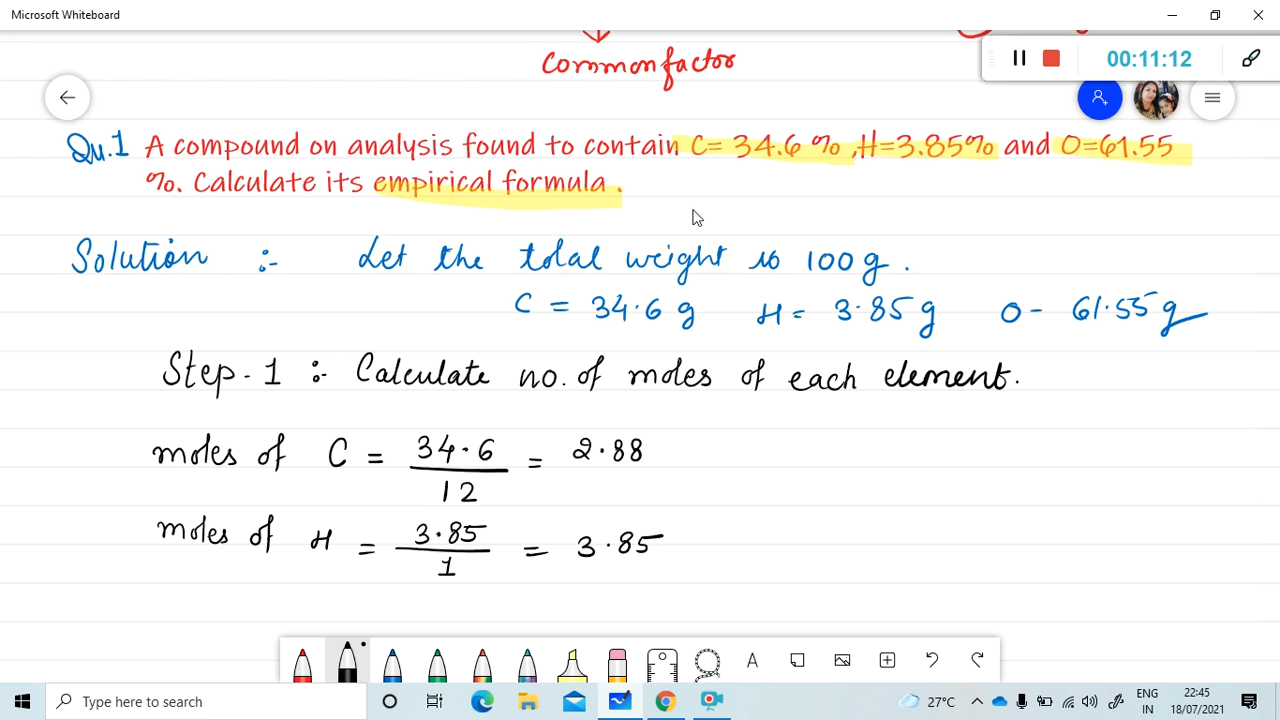 Microsoft Whiteboard
Common factor
00:11:12
Qu.1 A compound on analysis found to contain C= 34.6 % ,H=3.85% and O=61.55
%. Calculate its empirical formula .
Solution :- Let the total weight is 100 g .
C = 34.6 g H = 3.85 g O - 61.55 g
Step-1 :- Calculate no. of moles of each element.
moles of C = 34.6 / 12 = 2.88
moles of H = 3.85 / 1 = 3.85
A
Type here to search
27°C
ENG
IN
22:45
18/07/2021